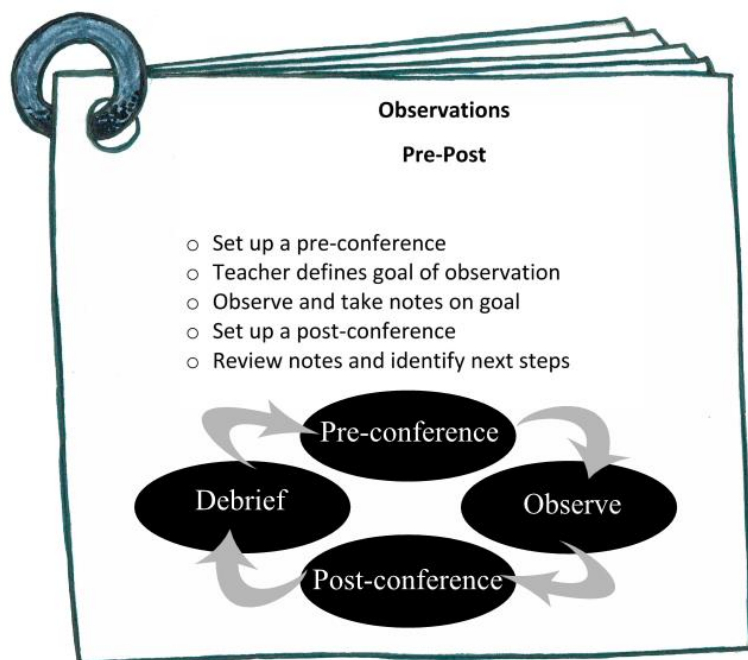 Observations
Pre-Post
○ Set up a pre-conference
○ Teacher defines goal of observation
○ Observe and take notes on goal
○ Set up a post-conference
○ Review notes and identify next steps
Pre-conference
Debrief
Observe
Post-conference